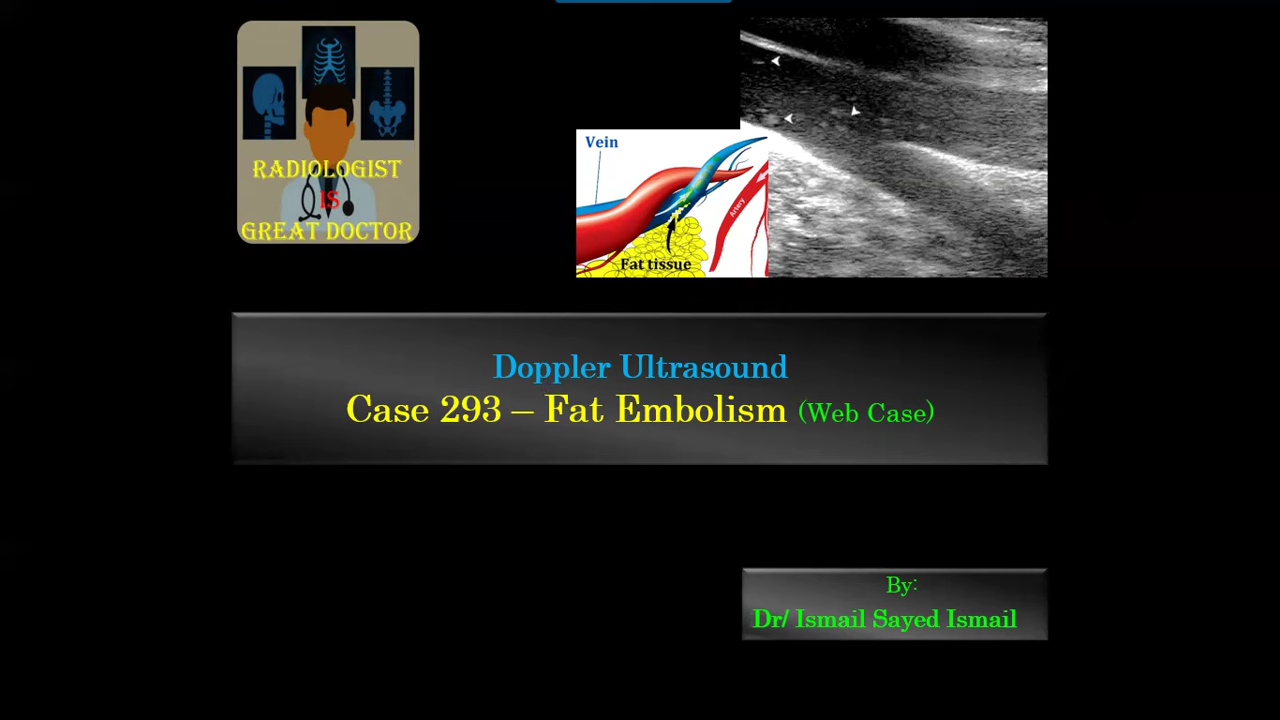 RADIOLOGIST
IS
GREAT DOCTOR
Vein
Artery
Fat tissue
Doppler Ultrasound
Case 293 – Fat Embolism (Web Case)
By:
Dr/ Ismail Sayed Ismail